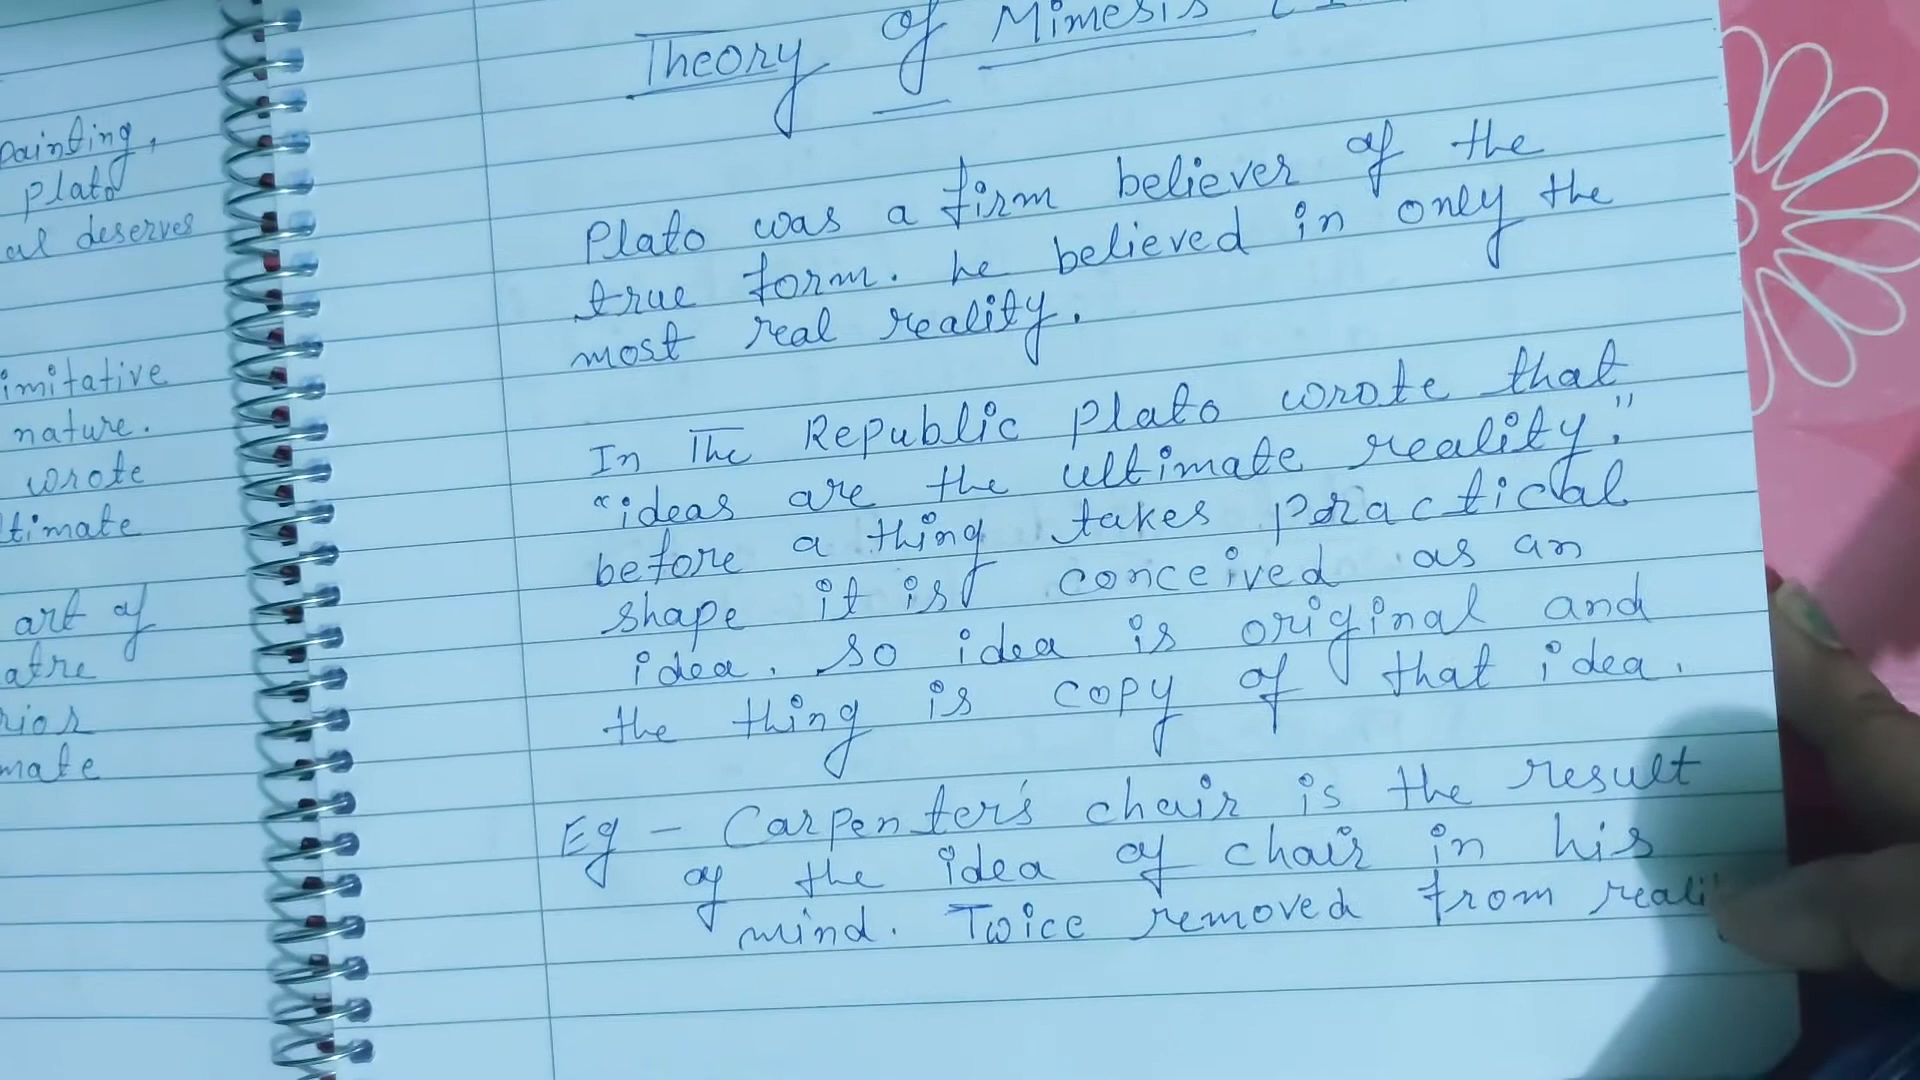 painting,
plato
al deserves
imitative
nature.
wrote
timate
art of
atre
rior
mate
Theory of Mimesis
Plato was a firm believer of the
true form. he believed in only the
most real reality.
In The Republic Plato wrote that
"ideas are the ultimate reality."
before a thing takes practical
shape it is conceived as an
idea. so idea is original and
the thing is copy of that idea.
Eg - Carpenter's chair is the result
of the idea of chair in his
mind. Twice removed from reali